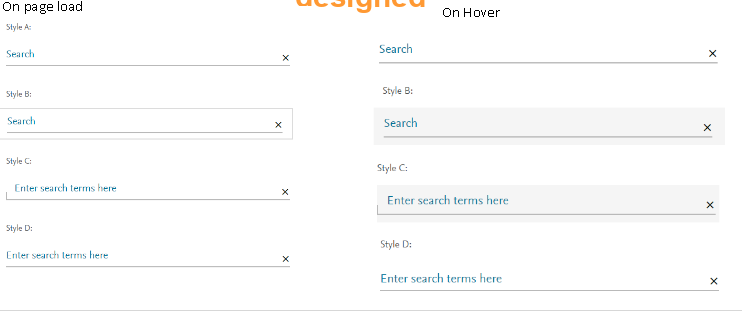 designed
On page load
On Hover
Style A:
Search
Style B:
Search
Style C:
Enter search terms here
Style D:
Enter search terms here
Search
Style B:
Search
Style C:
Enter search terms here
Style D:
Enter search terms here